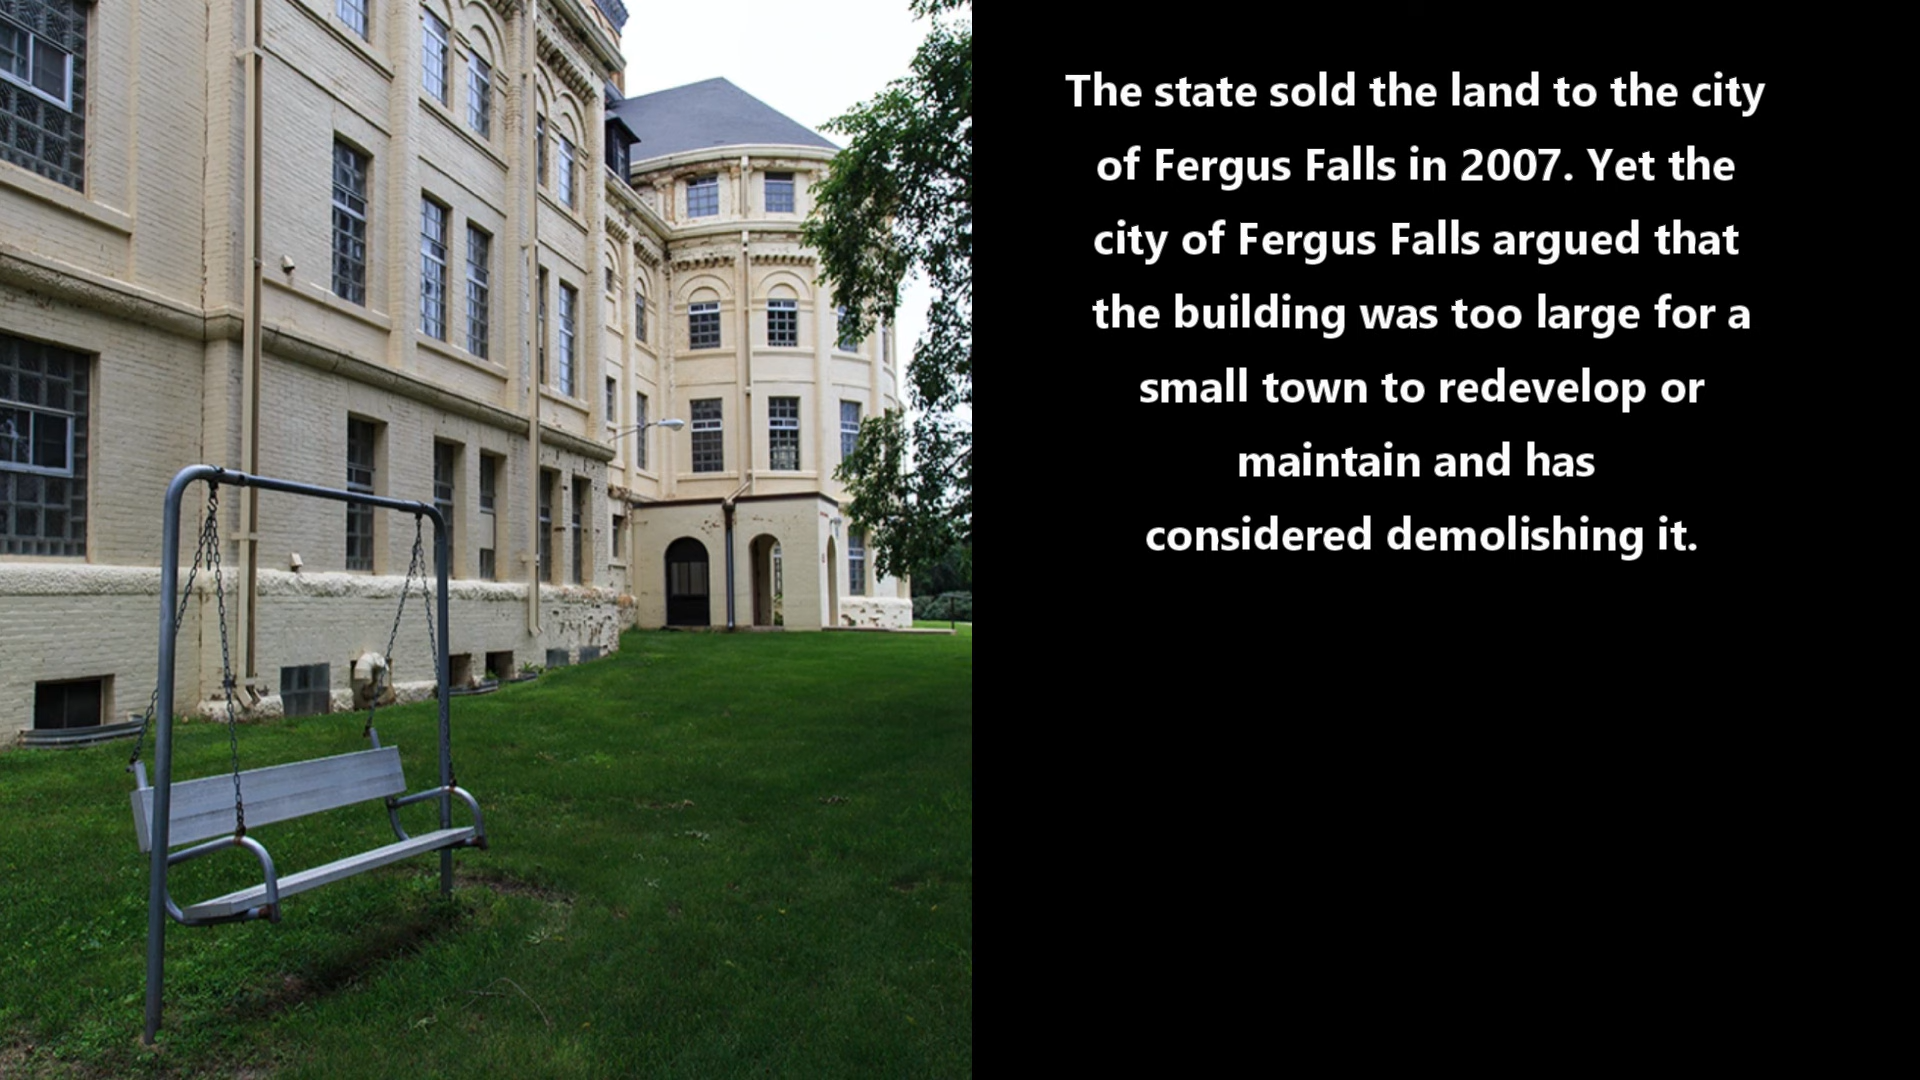 The state sold the land to the city
of Fergus Falls in 2007. Yet the
city of Fergus Falls argued that
the building was too large for a
small town to redevelop or
maintain and has
considered demolishing it.